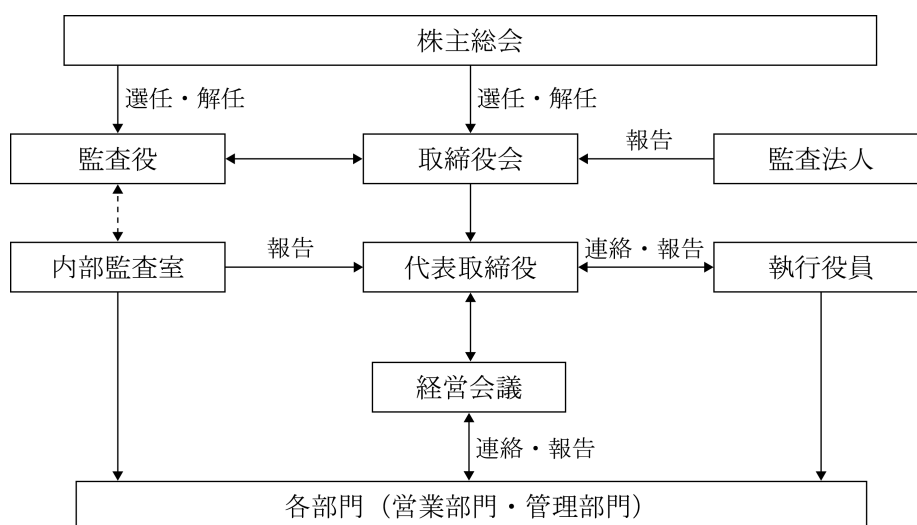 株主総会
選任・解任
選任・解任
監査役
取締役会
報告
監査法人
内部監査室
報告
代表取締役
連絡・報告
執行役員
経営会議
連絡・報告
各部門（営業部門・管理部門）